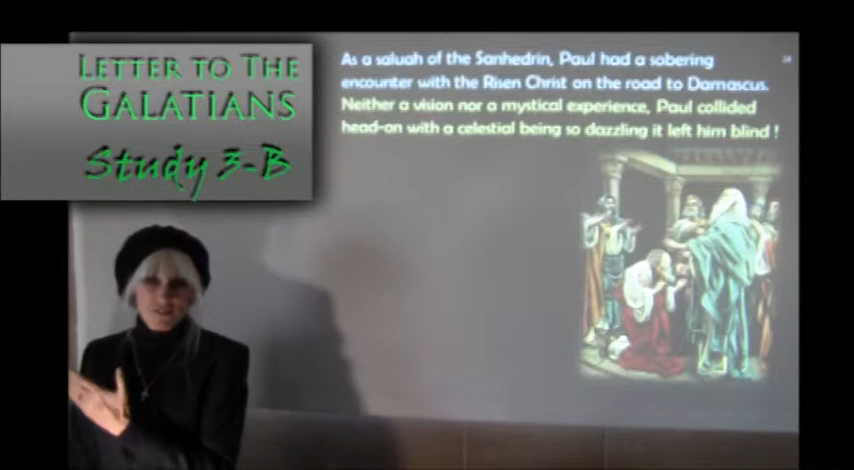 LETTER TO THE
GALATIANS
Study 3-B
As a saluah of the Sanhedrin, Paul had a sobering
encounter with the Risen Christ on the road to Damascus.
Neither a vision nor a mystical experience, Paul collided
head-on with a celestial being so dazzling it left him blind !